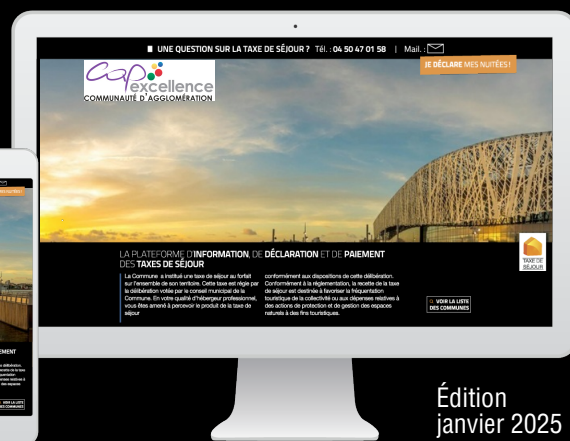 UNE QUESTION SUR LA TAXE DE SÉJOUR ? Tél. : 04 50 47 01 58 | Mail. :
JE DÉCLARE MES NUITÉES !
Cap
excellence
COMMUNAUTÉ D'AGGLOMÉRATION
LA PLATEFORME D'INFORMATION, DE DÉCLARATION ET DE PAIEMENT
DES TAXES DE SÉJOUR
La Commune a institué une taxe de séjour au forfait
sur l'ensemble de son territoire. Cette taxe est régie par
la délibération votée par le conseil municipal de la
Commune. En votre qualité d'hébergeur professionnel,
vous êtes amené à percevoir le produit de la taxe de
séjour
conformément aux dispositions de cette délibération.
Conformément à la réglementation, la recette de la taxe
de séjour est destinée à favoriser la fréquentation
touristique de la collectivité ou aux dépenses relatives à
des actions de protection et de gestion des espaces
naturels à des fins touristiques.
TAXE DE
SÉJOUR
VOIR LA LISTE
DES COMMUNES
EMENT
VOIR LA LISTE
DES COMMUNES
Édition
janvier 2025